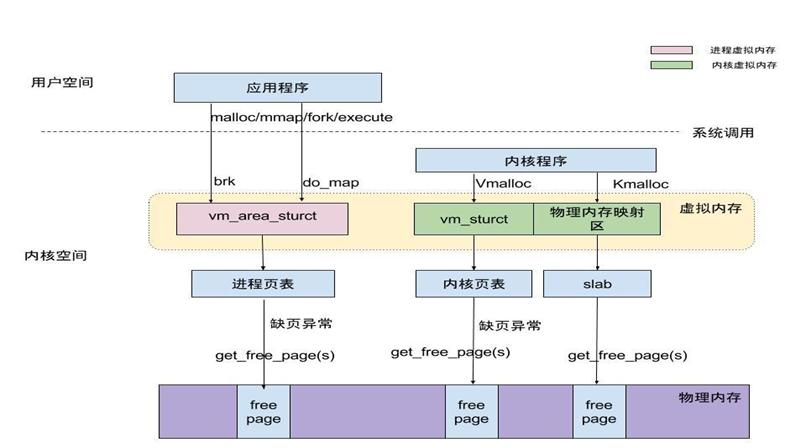 进程虚拟内存
内核虚拟内存
用户空间
应用程序
malloc/mmap/fork/execute
系统调用
内核程序
brk
do_map
Vmalloc
Kmalloc
vm_area_sturct
vm_sturct
物理内存映射
区
虚拟内存
内核空间
进程页表
内核页表
slab
缺页异常
缺页异常
get_free_page(s)
get_free_page(s)
get_free_page(s)
物理内存
free
page
free
page
free
page